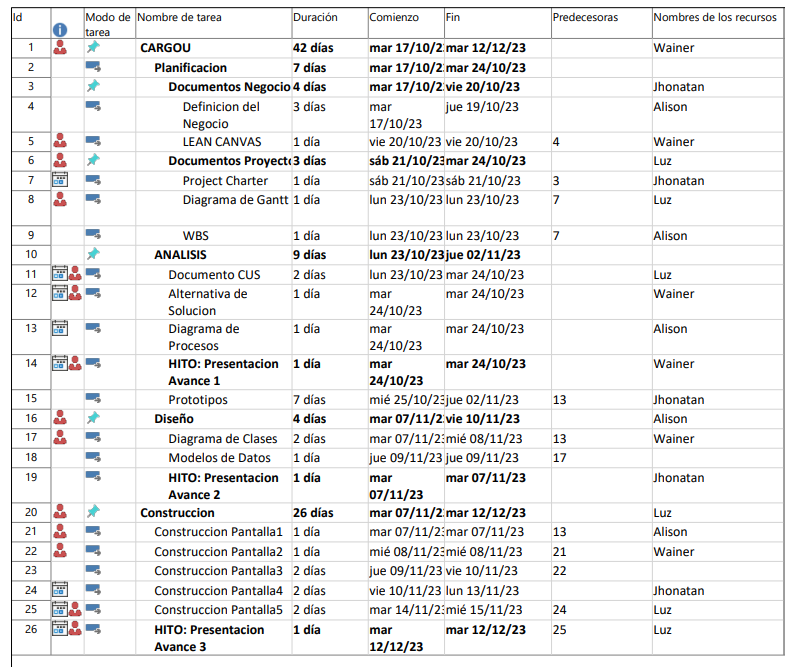 Id Modo de Nombre de tarea Duración Comienzo Fin Predecesoras Nombres de los recursos
tarea
1 CARGOU 42 días mar 17/10/2 mar 12/12/23 Wainer
2 Planificacion 7 días mar 17/10/2 mar 24/10/23
3 Documentos Negocio 4 días mar 17/10/2 vie 20/10/23 Jhonatan
4 Definicion del 3 días mar jue 19/10/23 Alison
Negocio 17/10/23
5 LEAN CANVAS 1 día vie 20/10/23 vie 20/10/23 4 Wainer
6 Documentos Proyecto 3 días sáb 21/10/23 mar 24/10/23 Luz
7 Project Charter 1 día sáb 21/10/23 sáb 21/10/23 3 Jhonatan
8 Diagrama de Gantt 1 día lun 23/10/23 lun 23/10/23 7 Luz
9 WBS 1 día lun 23/10/23 lun 23/10/23 7 Alison
10 ANALISIS 9 días lun 23/10/23 jue 02/11/23
11 Documento CUS 2 días lun 23/10/23 mar 24/10/23 Luz
12 Alternativa de 1 día mar mar 24/10/23 Wainer
Solucion 24/10/23
13 Diagrama de 1 día mar mar 24/10/23 Alison
Procesos 24/10/23
14 HITO: Presentacion 1 día mar mar 24/10/23 Wainer
Avance 1 24/10/23
15 Prototipos 7 días mié 25/10/23 jue 02/11/23 13 Jhonatan
16 Diseño 4 días mar 07/11/2 vie 10/11/23 Alison
17 Diagrama de Clases 2 días mar 07/11/23 mié 08/11/23 13 Wainer
18 Modelos de Datos 1 día jue 09/11/23 jue 09/11/23 17
19 HITO: Presentacion 1 día mar mar 07/11/23 Jhonatan
Avance 2 07/11/23
20 Construccion 26 días mar 07/11/2 mar 12/12/23 Luz
21 Construccion Pantalla1 1 día mar 07/11/23 mar 07/11/23 13 Alison
22 Construccion Pantalla2 1 día mié 08/11/23 mié 08/11/23 21 Wainer
23 Construccion Pantalla3 2 días jue 09/11/23 vie 10/11/23 22
24 Construccion Pantalla4 2 días vie 10/11/23 lun 13/11/23 Jhonatan
25 Construccion Pantalla5 2 días mar 14/11/23 mié 15/11/23 24 Luz
26 HITO: Presentacion 1 día mar mar 12/12/23 25 Luz
Avance 3 12/12/23